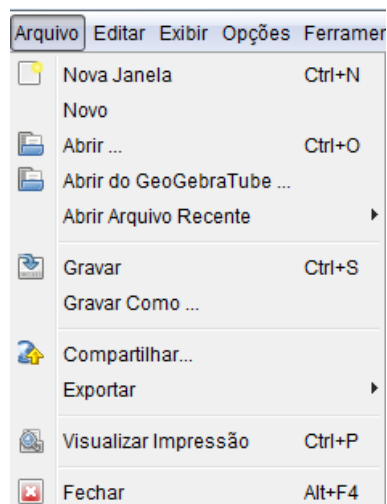 Arquivo Editar Exibir Opções Ferramer
Nova Janela Ctrl+N
Novo
Abrir ... Ctrl+O
Abrir do GeoGebraTube ...
Abrir Arquivo Recente
Gravar Ctrl+S
Gravar Como ...
Compartilhar...
Exportar
Visualizar Impressão Ctrl+P
Fechar Alt+F4